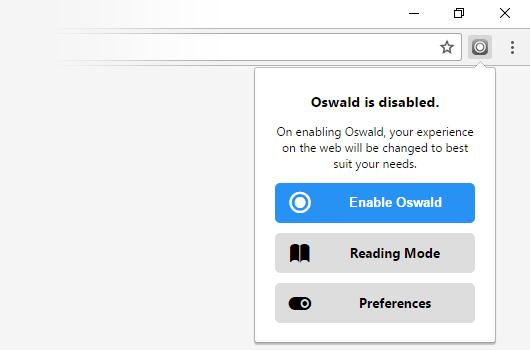 Oswald is disabled.
On enabling Oswald, your experience
on the web will be changed to best
suit your needs.
Enable Oswald
Reading Mode
Preferences